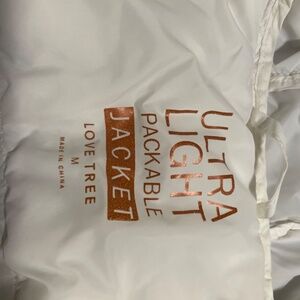 ULTRA
LIGHT
PACKABLE
JACKET
LOVE TREE
M
MADE IN CHINA